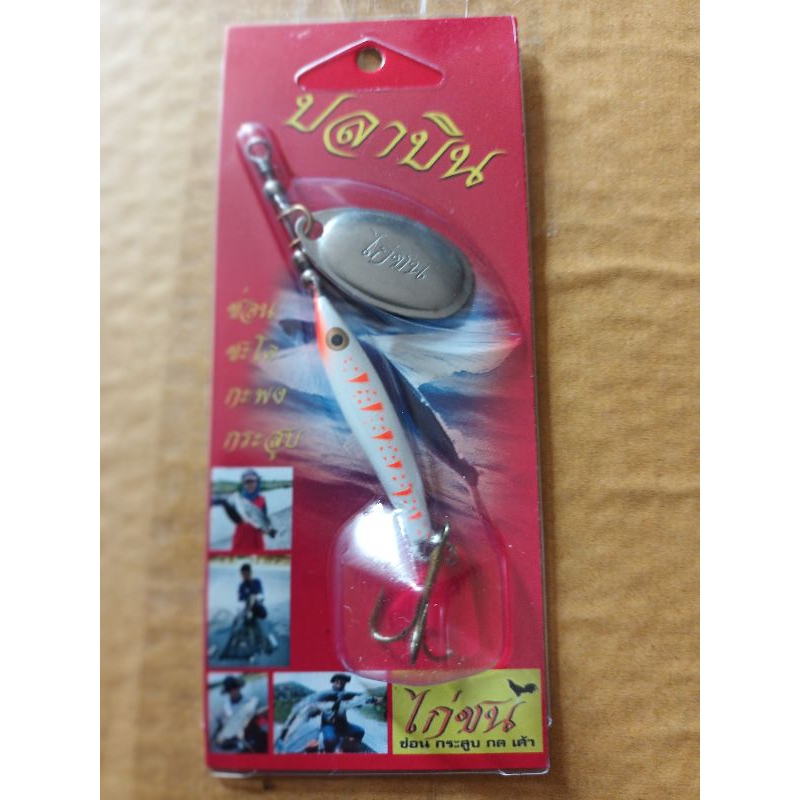 ปลาบิน
ไก่ชน
ช่อน
ชะโด
กะพง
กระสูบ
ไก่ชน
ช่อน กระสูบ กด เค้า